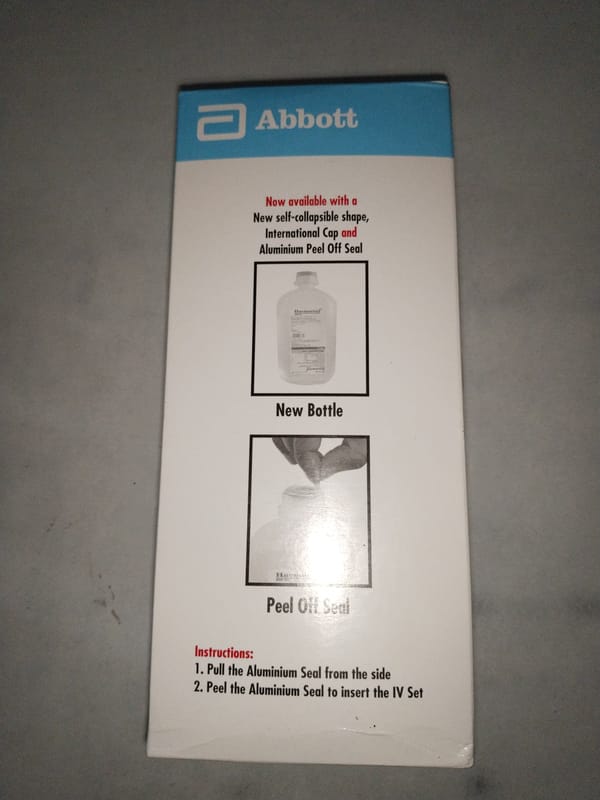 Abbott
Now available with a
New self-collapsible shape,
International Cap and
Aluminium Peel Off Seal
New Bottle
Peel Off Seal
Instructions:
1. Pull the Aluminium Seal from the side
2. Peel the Aluminium Seal to insert the IV Set